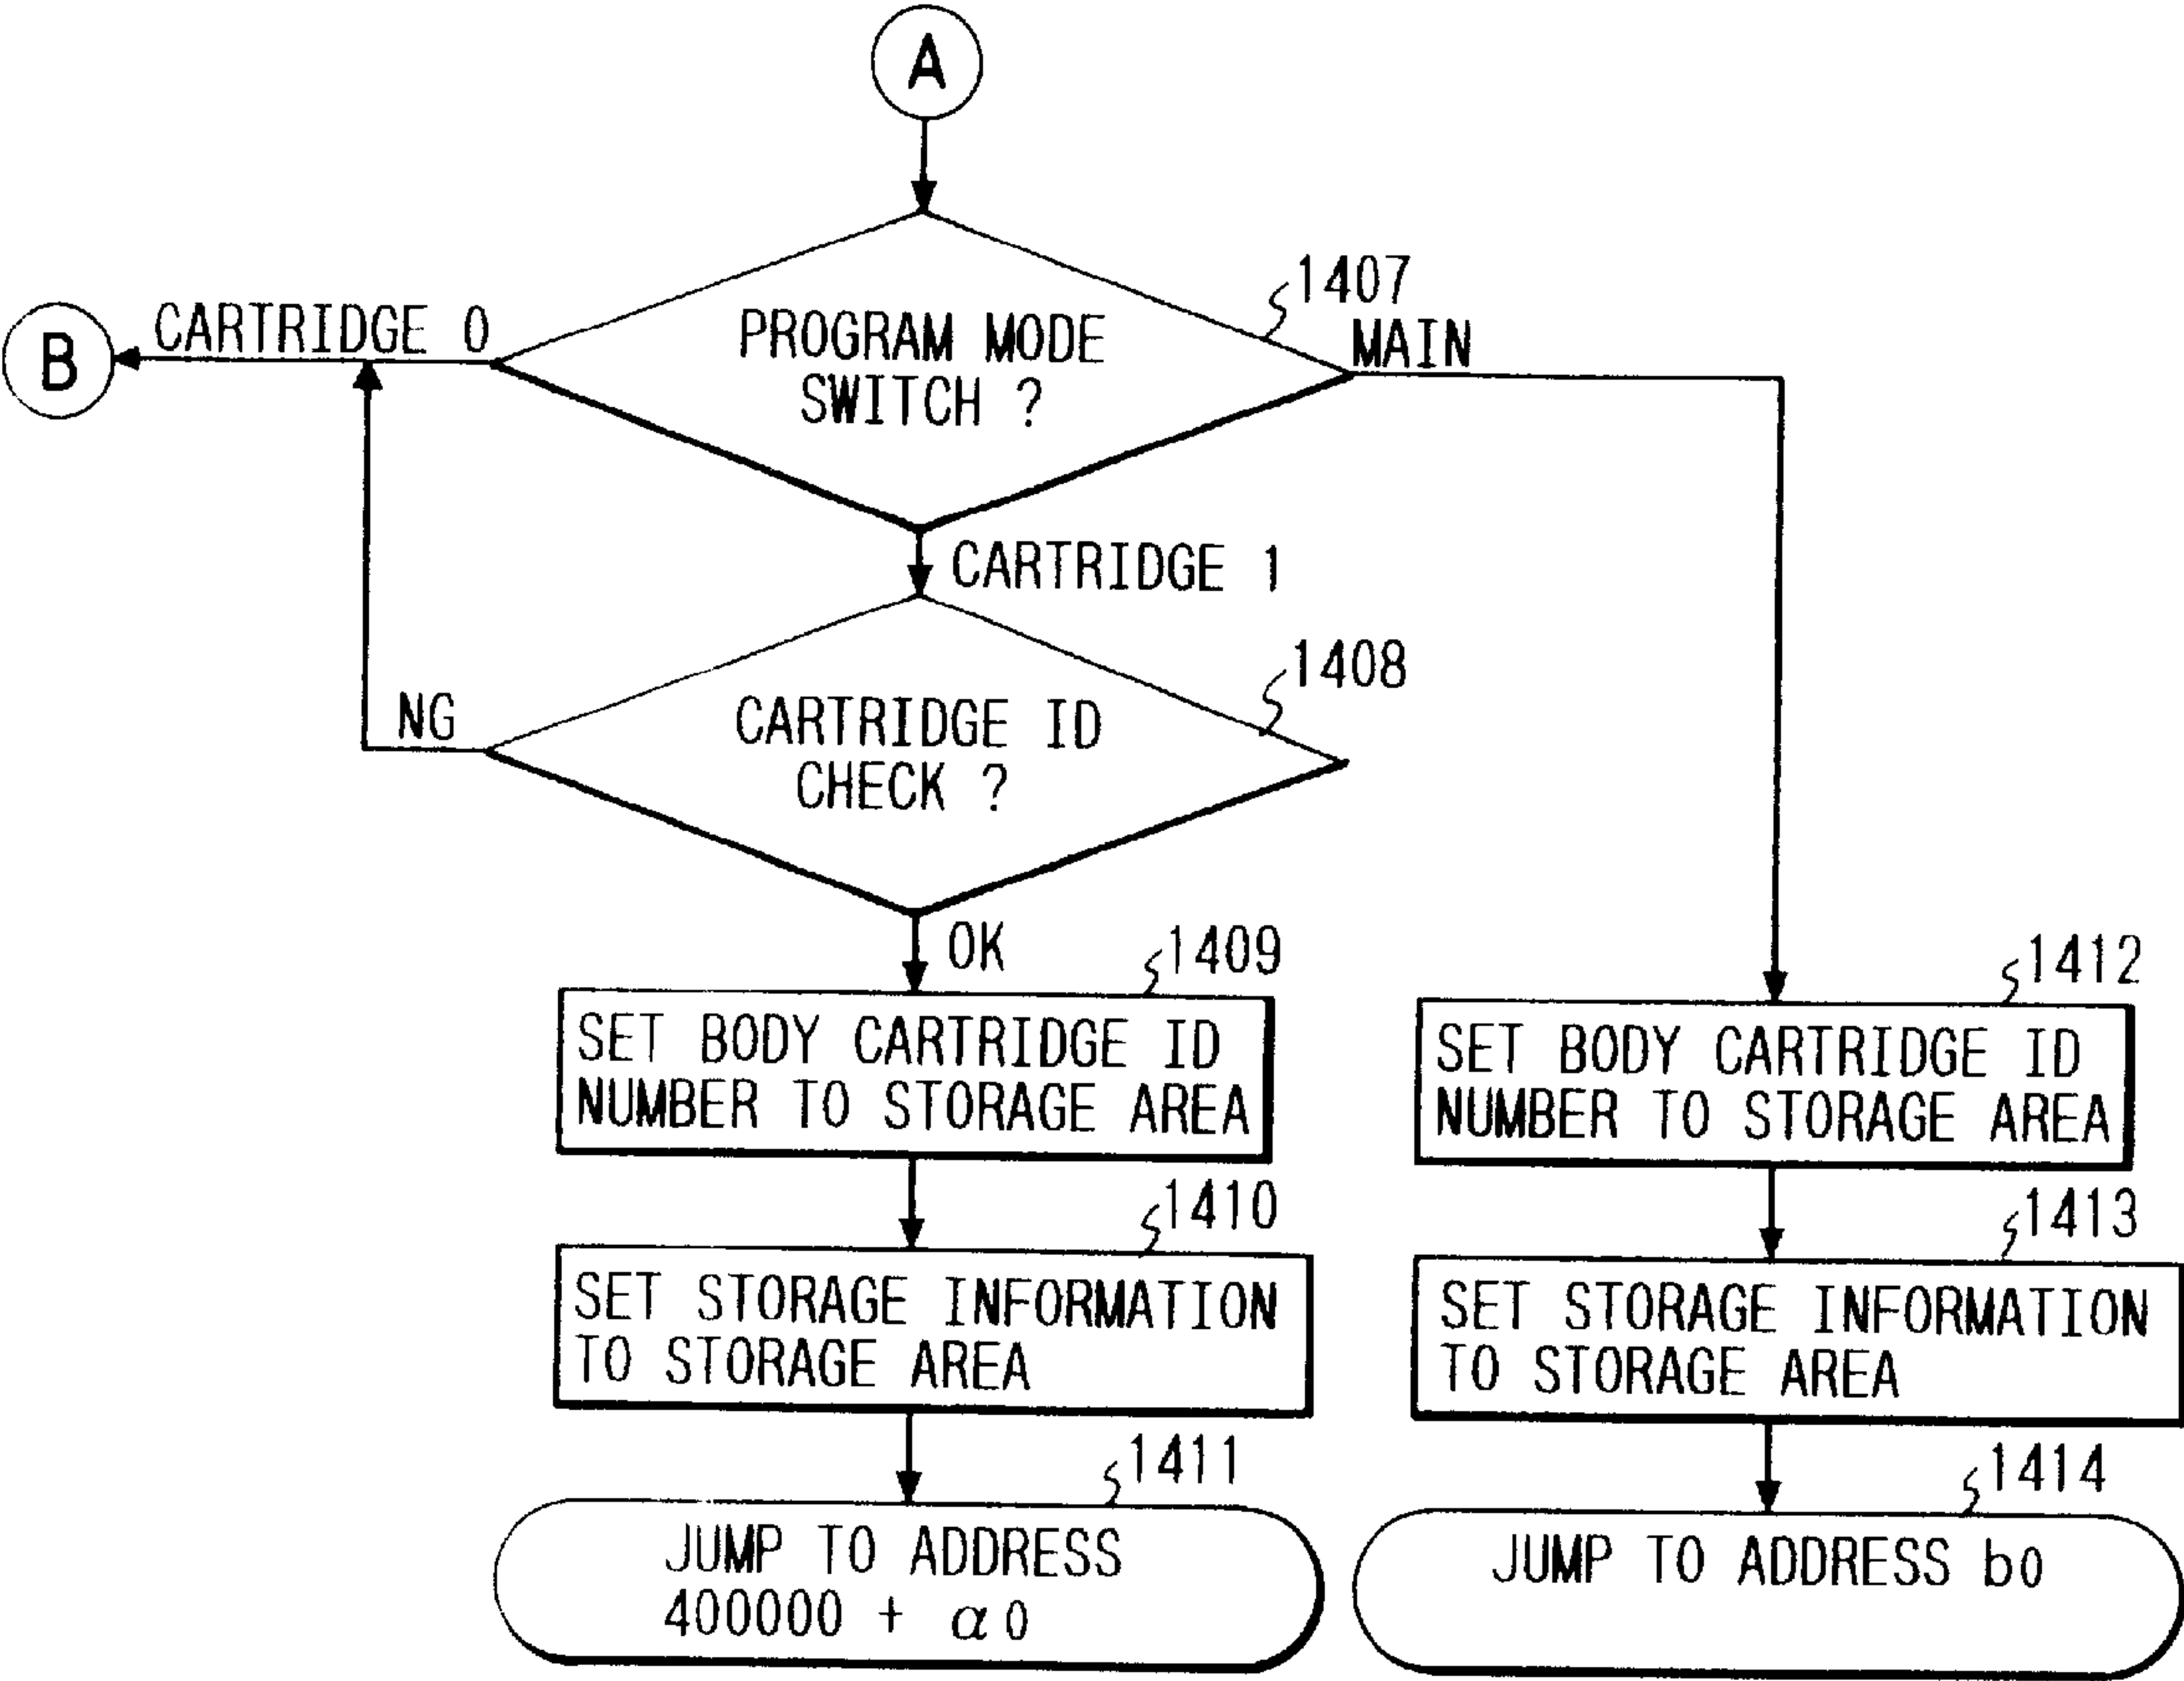 A
1407
CARTRIDGE 0
PROGRAM MODE
SWITCH ?
MAIN
B
CARTRIDGE 1
1408
NG
CARTRIDGE ID
CHECK ?
OK
1409
SET BODY CARTRIDGE ID
NUMBER TO STORAGE AREA
1412
SET BODY CARTRIDGE ID
NUMBER TO STORAGE AREA
1410
SET STORAGE INFORMATION
TO STORAGE AREA
1413
SET STORAGE INFORMATION
TO STORAGE AREA
1411
JUMP TO ADDRESS
400000 + α0
1414
JUMP TO ADDRESS b0